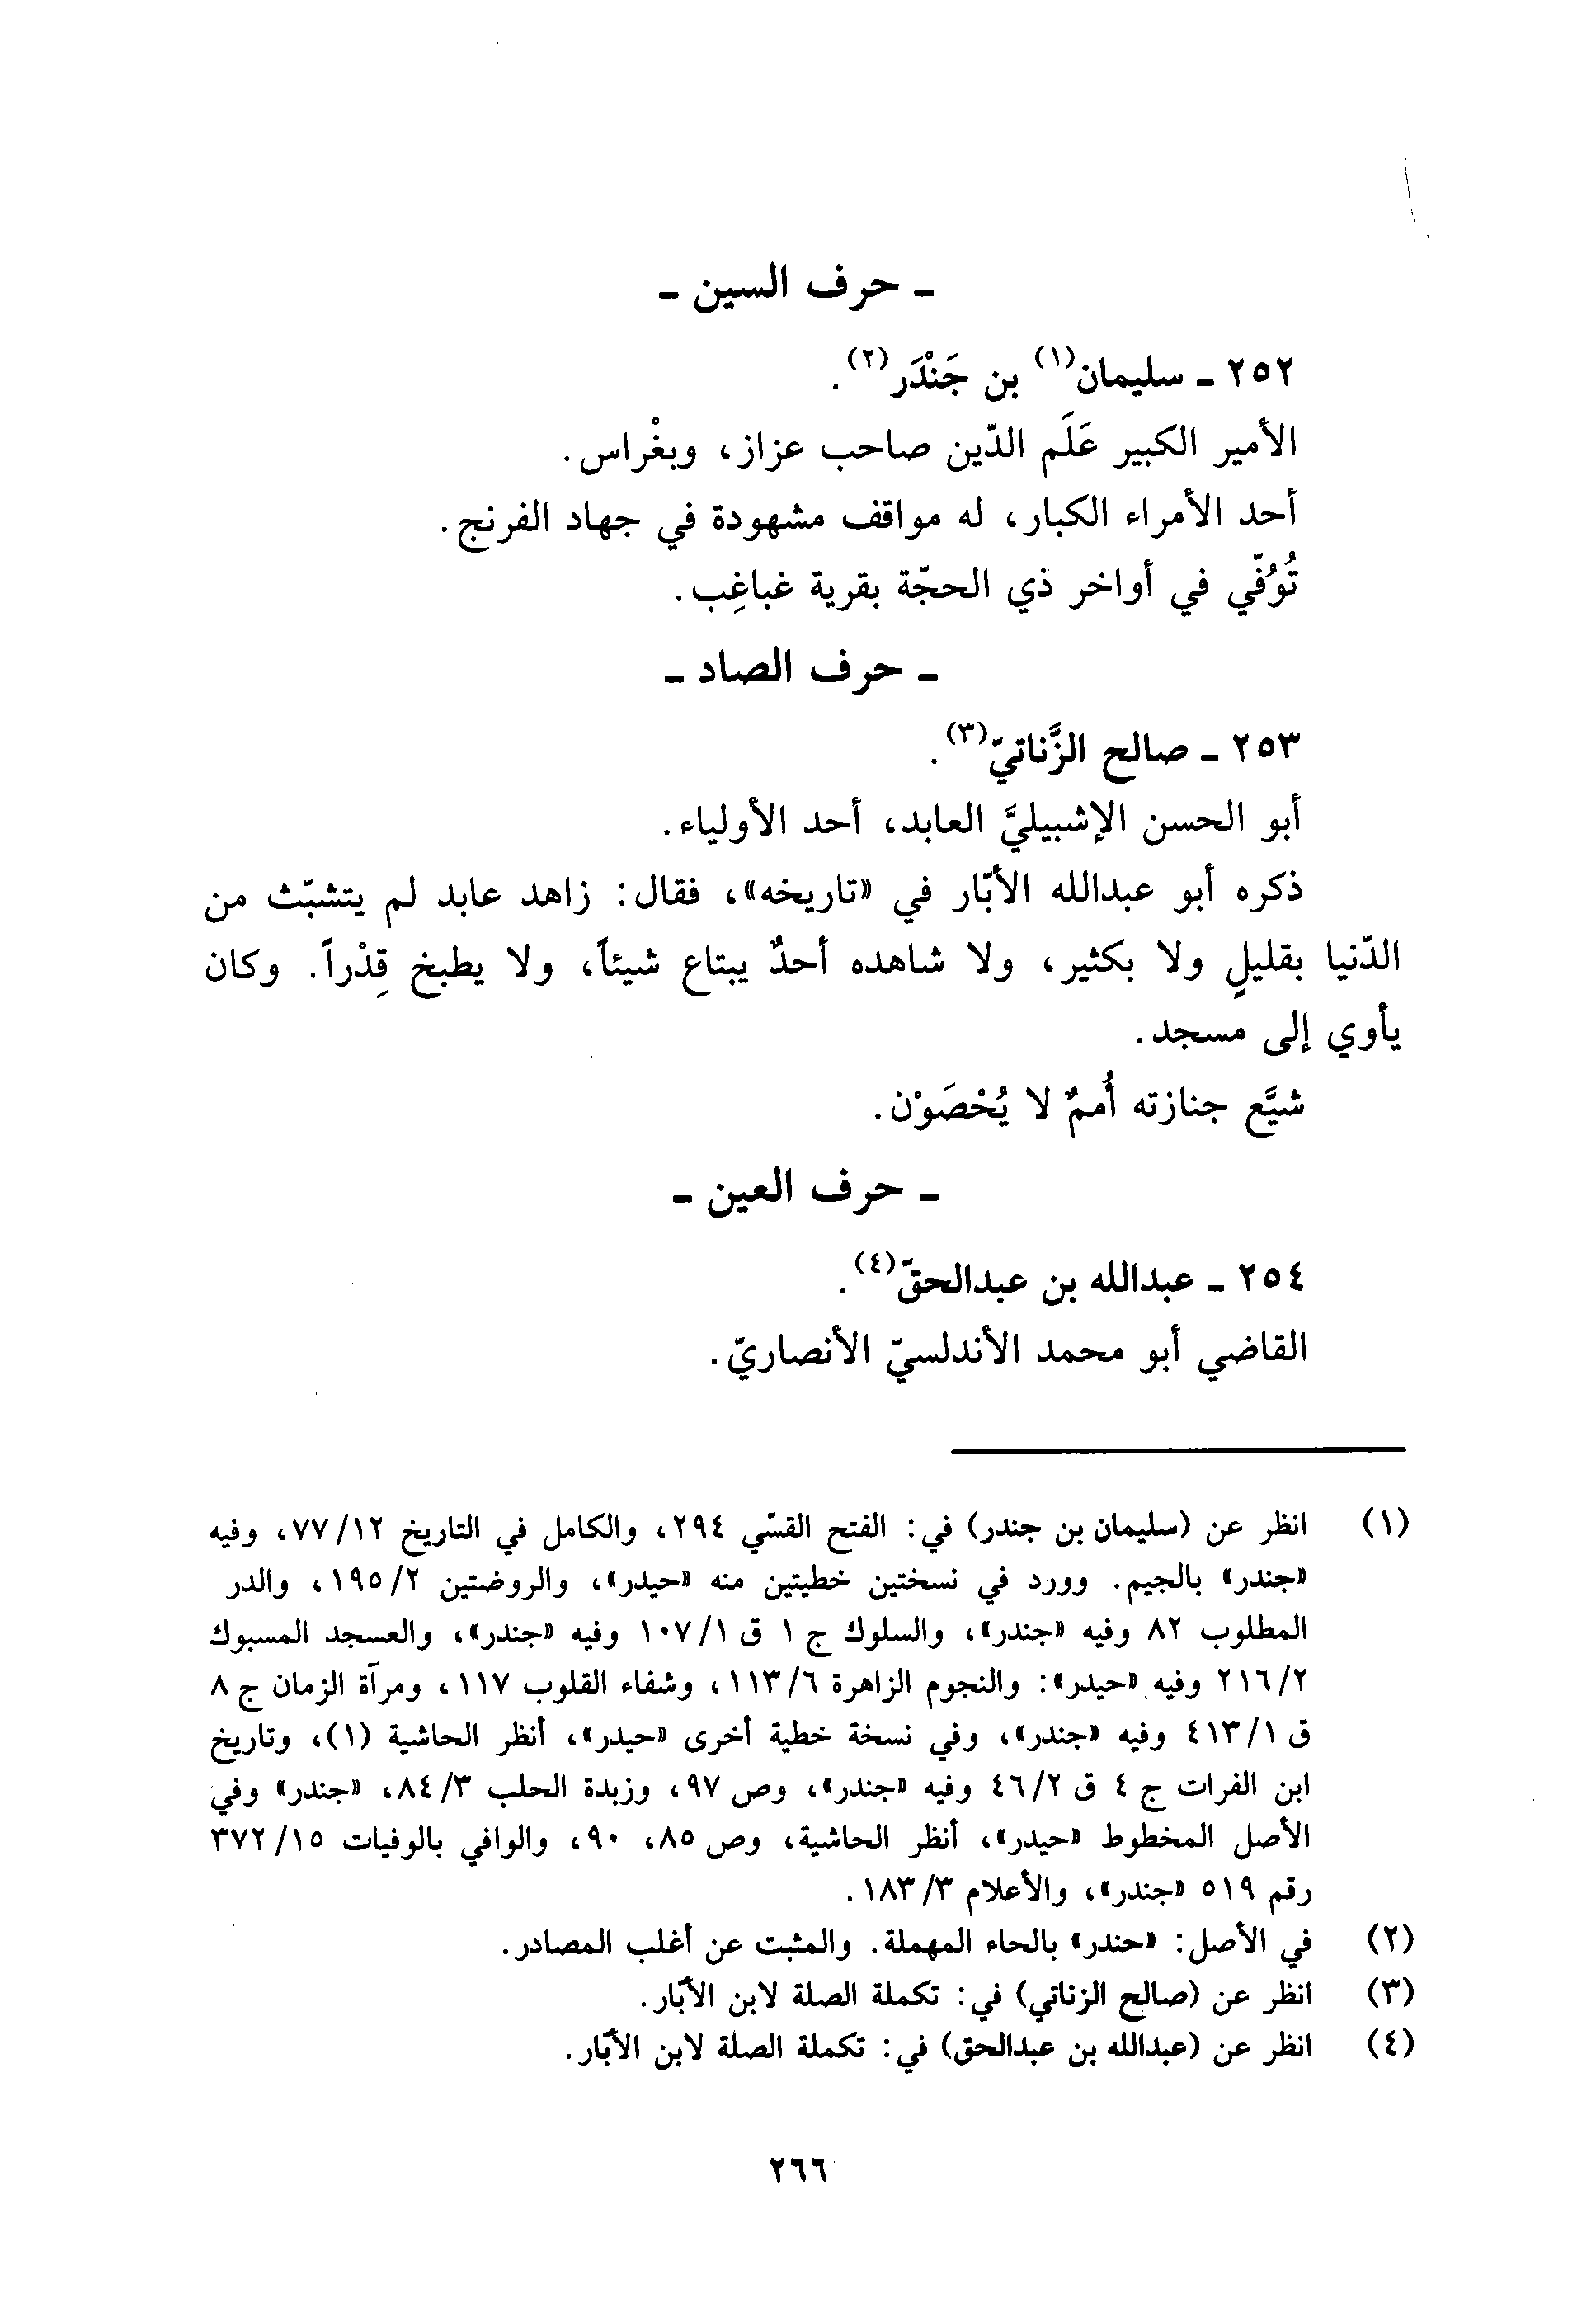 ـ حرف السين ـ
٢٥٢ ـ سليمان(١) بن جَنْدَر(٢).
الأمير الكبير عَلَم الدّين صاحب عزاز، وبغْراس.
أحد الأمراء الكبار، له مواقف مشهودة في جهاد الفرنج.
تُوُفّي في أواخر ذي الحجّة بقرية غباغِب.
ـ حرف الصاد ـ
٢٥٣ ـ صالح الزَّناتيّ(٣).
أبو الحسن الإشبيليَّ العابد، أحد الأولياء.
ذكره أبو عبدالله الأبّار في «تاريخه»، فقال: زاهد عابد لم يتشبّث من
الدّنيا بقليلٍ ولا بكثير، ولا شاهده أحدٌ يبتاع شيئاً، ولا يطبخ قِدْراً. وكان
يأوي إلى مسجد.
شيَّع جنازته أُممٌ لا يُحْصَوْن.
ـ حرف العين ـ
٢٥٤ ـ عبدالله بن عبدالحقّ(٤).
القاضي أبو محمد الأندلسيّ الأنصاريّ.
(١) انظر عن (سليمان بن جندر) في: الفتح القسّي ٢٩٤، والكامل في التاريخ ٧٧/١٢، وفيه
«جندر» بالجيم. وورد في نسختين خطيتين منه «حيدر»، والروضتين ١٩٥/٢، والدر
المطلوب ٨٢ وفيه «جندر»، والسلوك ج ١ ق ١٠٧/١ وفيه «جندر»، والعسجد المسبوك
٢١٦/٢ وفيه «حيدر»: والنجوم الزاهرة ١١٣/٦، وشفاء القلوب ١١٧، ومرآة الزمان ج ٨
ق ٤١٣/١ وفيه «جندر»، وفي نسخة خطية أخرى «حيدر»، أنظر الحاشية (١)، وتاريخ
ابن الفرات ج ٤ ق ٤٦/٢ وفيه «جندر»، وص ٩٧، وزبدة الحلب ٨٤/٣، «جندر» وفي
الأصل المخطوط «حيدر»، أنظر الحاشية، وص ٨٥، ٩٠، والوافي بالوفيات ٣٧٢/١٥
رقم ٥١٩ «جندر»، والأعلام ١٨٣/٣.
(٢) في الأصل: «حندر» بالحاء المهملة. والمثبت عن أغلب المصادر.
(٣) انظر عن (صالح الزناتي) في: تكملة الصلة لابن الأبّار.
(٤) انظر عن (عبدالله بن عبدالحق) في: تكملة الصلة لابن الأبّار.
٢٦٦